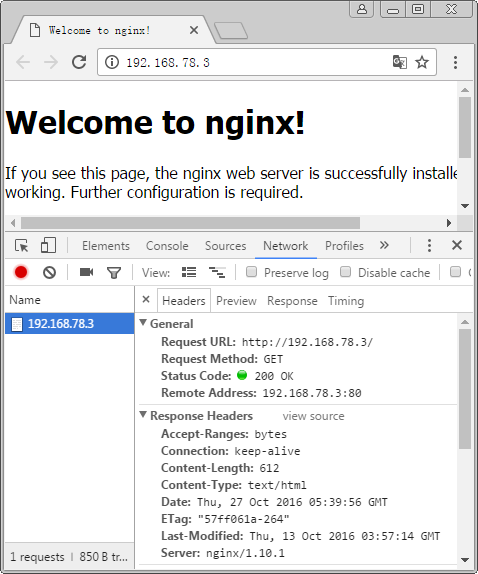 Welcome to nginx!
192.168.78.3
Welcome to nginx!
If you see this page, the nginx web server is successfully installe
working. Further configuration is required.
Elements Console Sources Network Profiles »
View: Preserve log Disable cache
Name × Headers Preview Response Timing
192.168.78.3
General
Request URL: http://192.168.78.3/
Request Method: GET
Status Code: 200 OK
Remote Address: 192.168.78.3:80
Response Headers view source
Accept-Ranges: bytes
Connection: keep-alive
Content-Length: 612
Content-Type: text/html
Date: Thu, 27 Oct 2016 05:39:56 GMT
ETag: "57ff061a-264"
Last-Modified: Thu, 13 Oct 2016 03:57:14 GMT
Server: nginx/1.10.1
1 requests | 850 B tr...